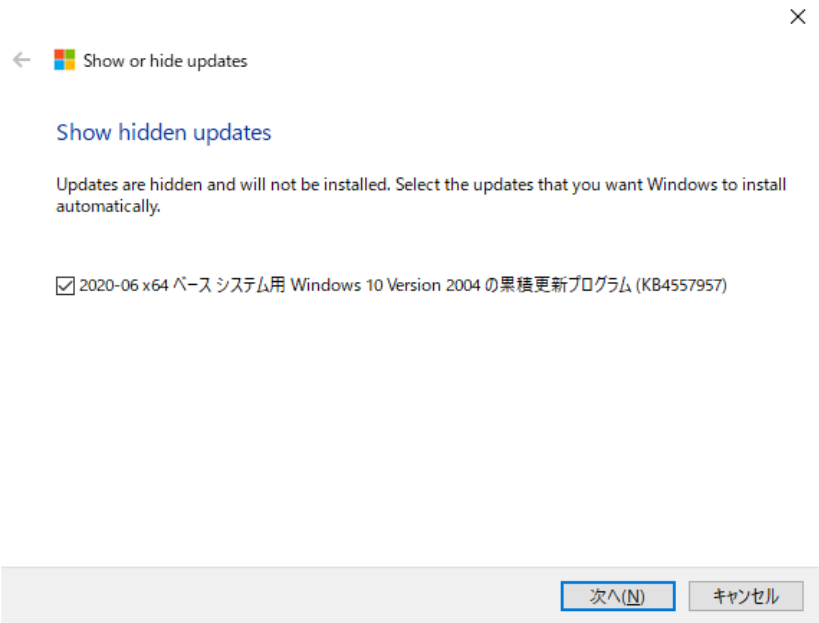 Show or hide updates
Show hidden updates
Updates are hidden and will not be installed. Select the updates that you want Windows to install
automatically.
2020-06 x64 ベース システム用 Windows 10 Version 2004 の累積更新プログラム (KB4557957)
次へ(N) キャンセル